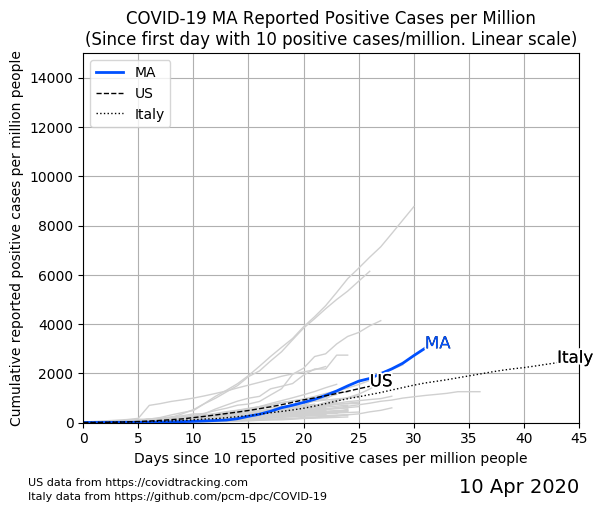 COVID-19 MA Reported Positive Cases per Million
(Since first day with 10 positive cases/million. Linear scale)
Cumulative reported positive cases per million people
14000
12000
10000
8000
6000
4000
2000
0
MA
US
Italy
MA
US
Italy
0 5 10 15 20 25 30 35 40 45
Days since 10 reported positive cases per million people
US data from https://covidtracking.com
Italy data from https://github.com/pcm-dpc/COVID-19
10 Apr 2020